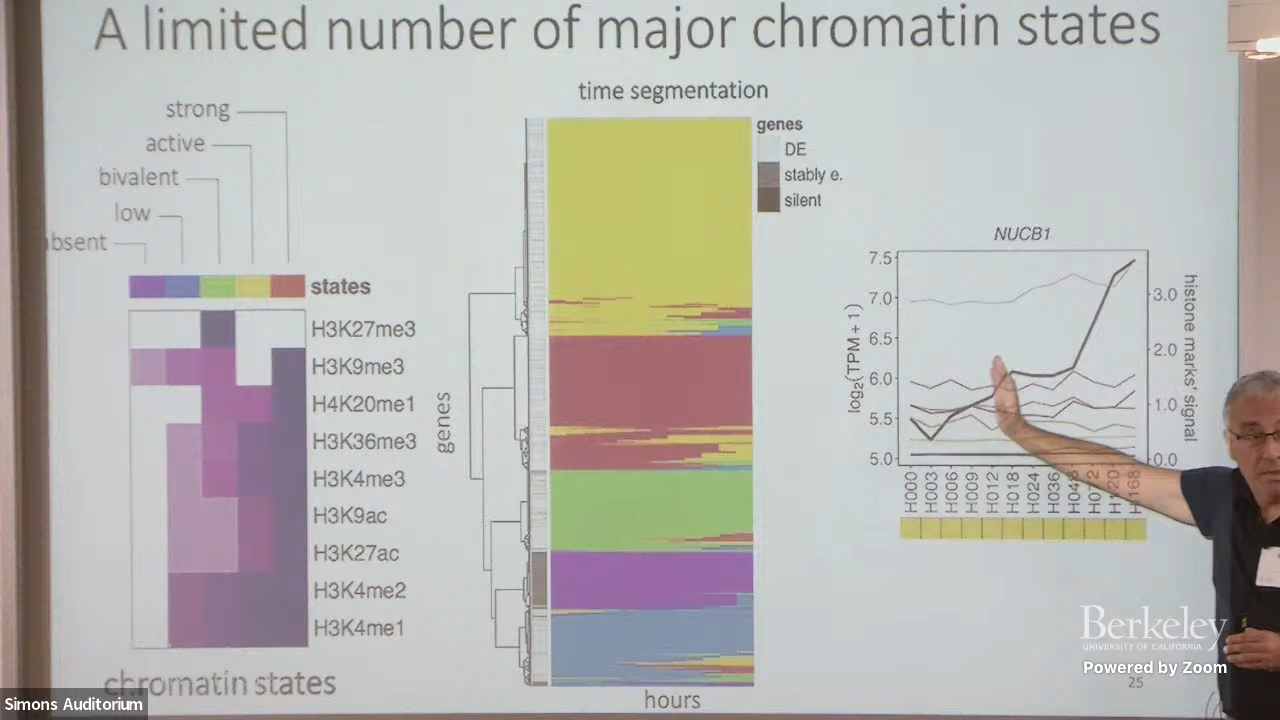 A limited number of major chromatin states
strong
active
bivalent
low
bsent
states
H3K27me3
H3K9me3
H4K20me1
H3K36me3
H3K4me3
H3K9ac
H3K27ac
H3K4me2
H3K4me1
chromatin states
time segmentation
genes
hours
genes
DE
stably e.
silent
NUCB1
7.5
7.0
6.5
6.0
5.5
5.0
log2(TPM + 1)
3.0
2.0
1.0
0.0
histone marks' signal
H000
H003
H006
H009
H012
H018
H024
H036
168
Berkeley
UNIVERSITY OF CALIFORNIA
Powered by Zoom
25
Simons Auditorium